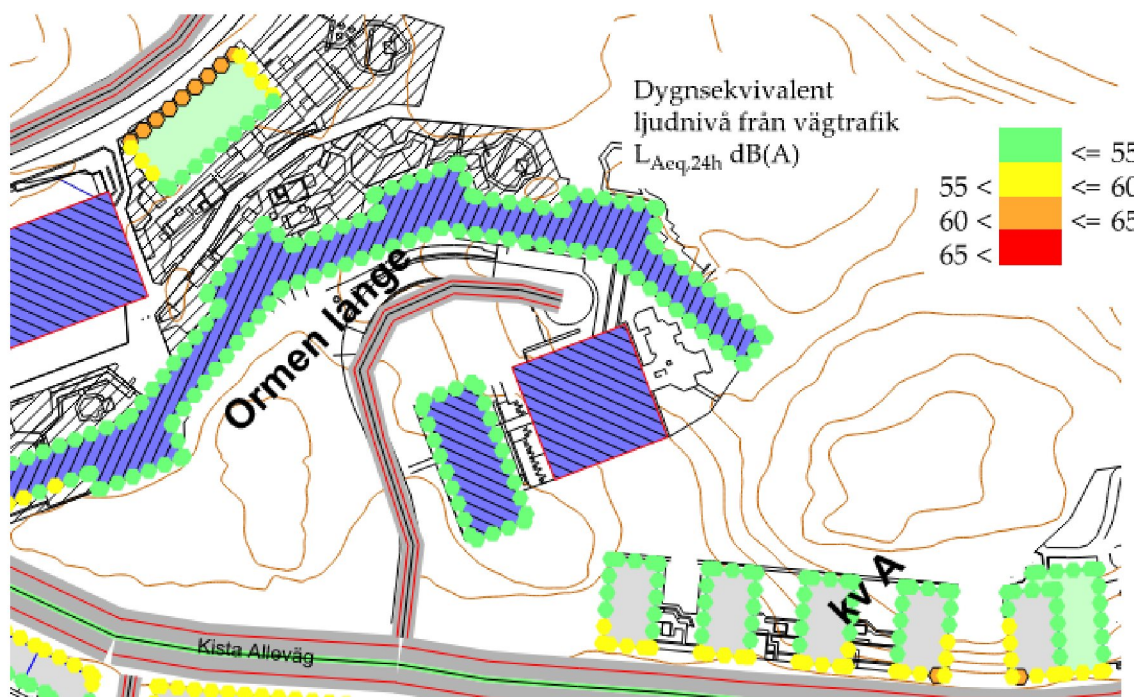 Dygnsekvivalent
ljudnivå från vägtrafik
LAeq,24h dB(A)
<= 55
55 < <= 60
60 < <= 65
65 <
Ormen långe
kv A
Kista Alleväg